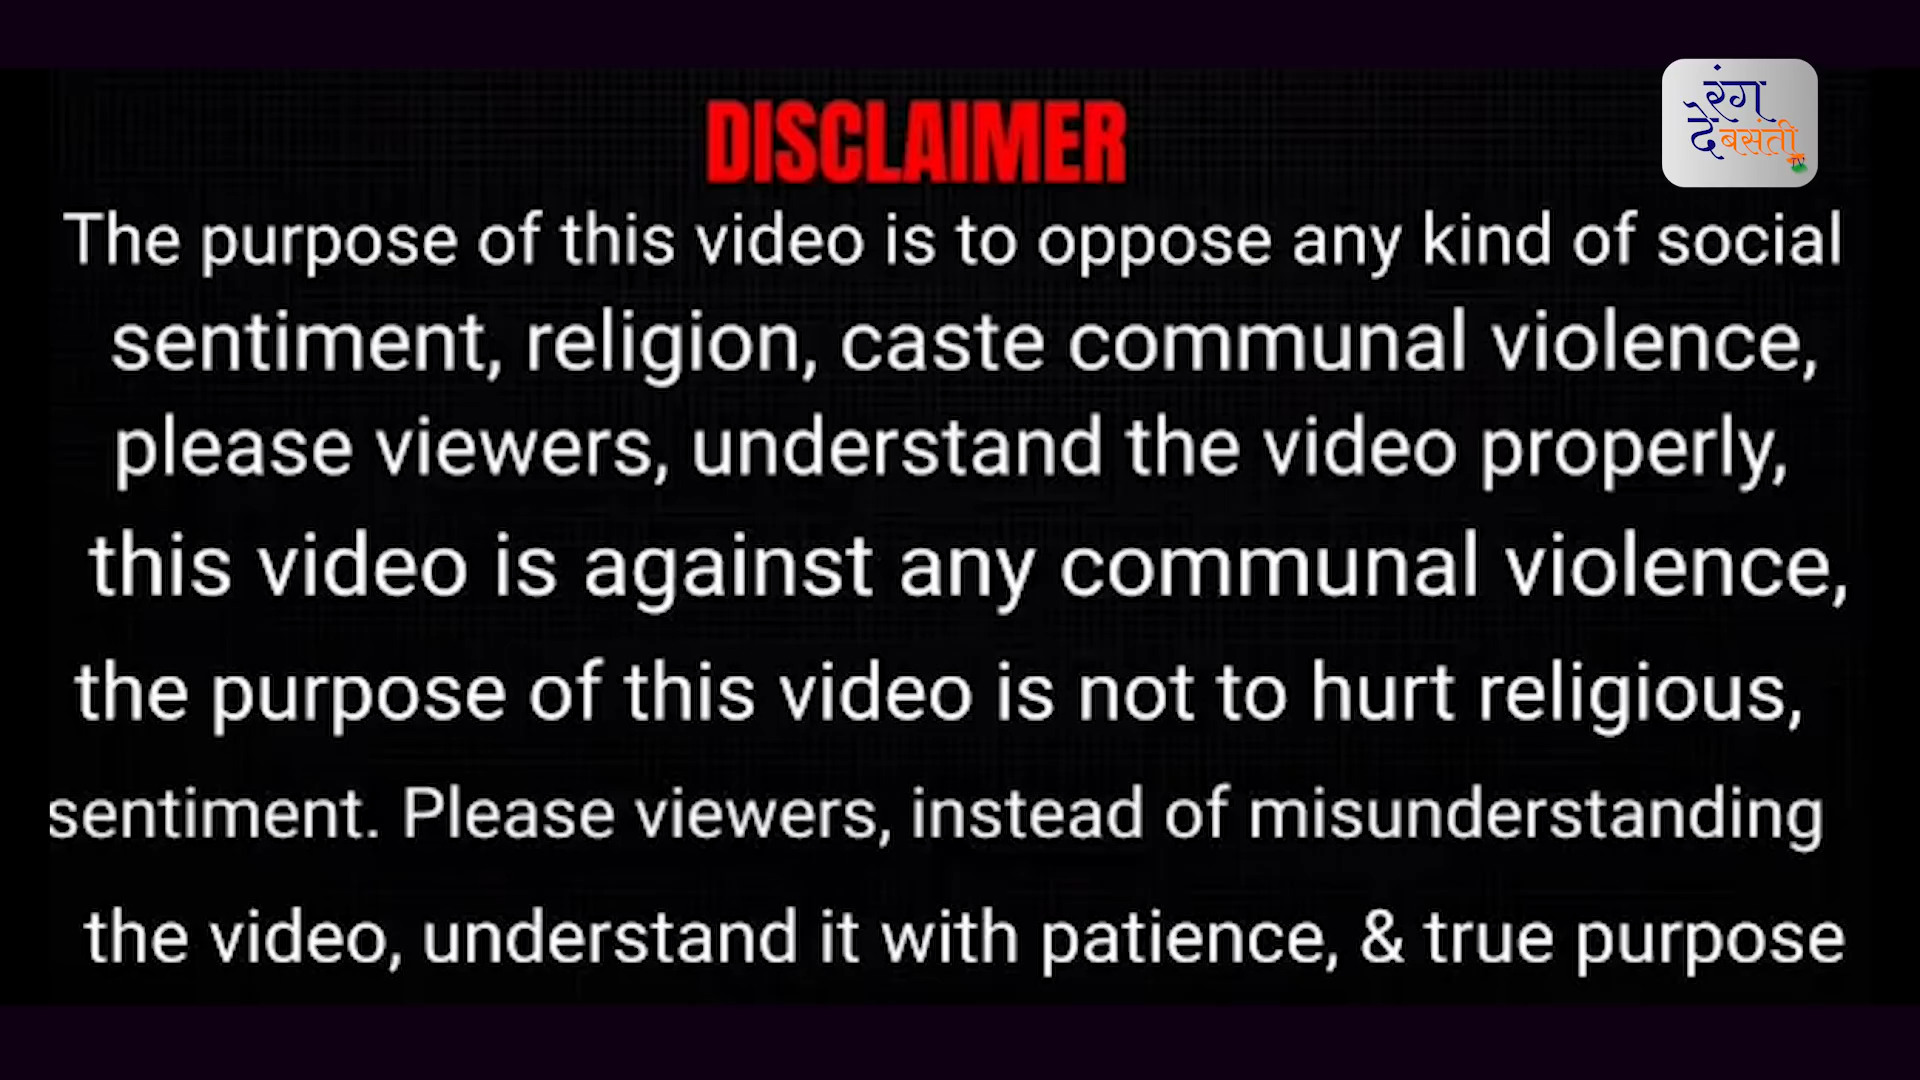 DISCLAIMER
रंग
दे बसंती
TV
The purpose of this video is to oppose any kind of social
sentiment, religion, caste communal violence,
please viewers, understand the video properly,
this video is against any communal violence,
the purpose of this video is not to hurt religious,
sentiment. Please viewers, instead of misunderstanding
the video, understand it with patience, & true purpose